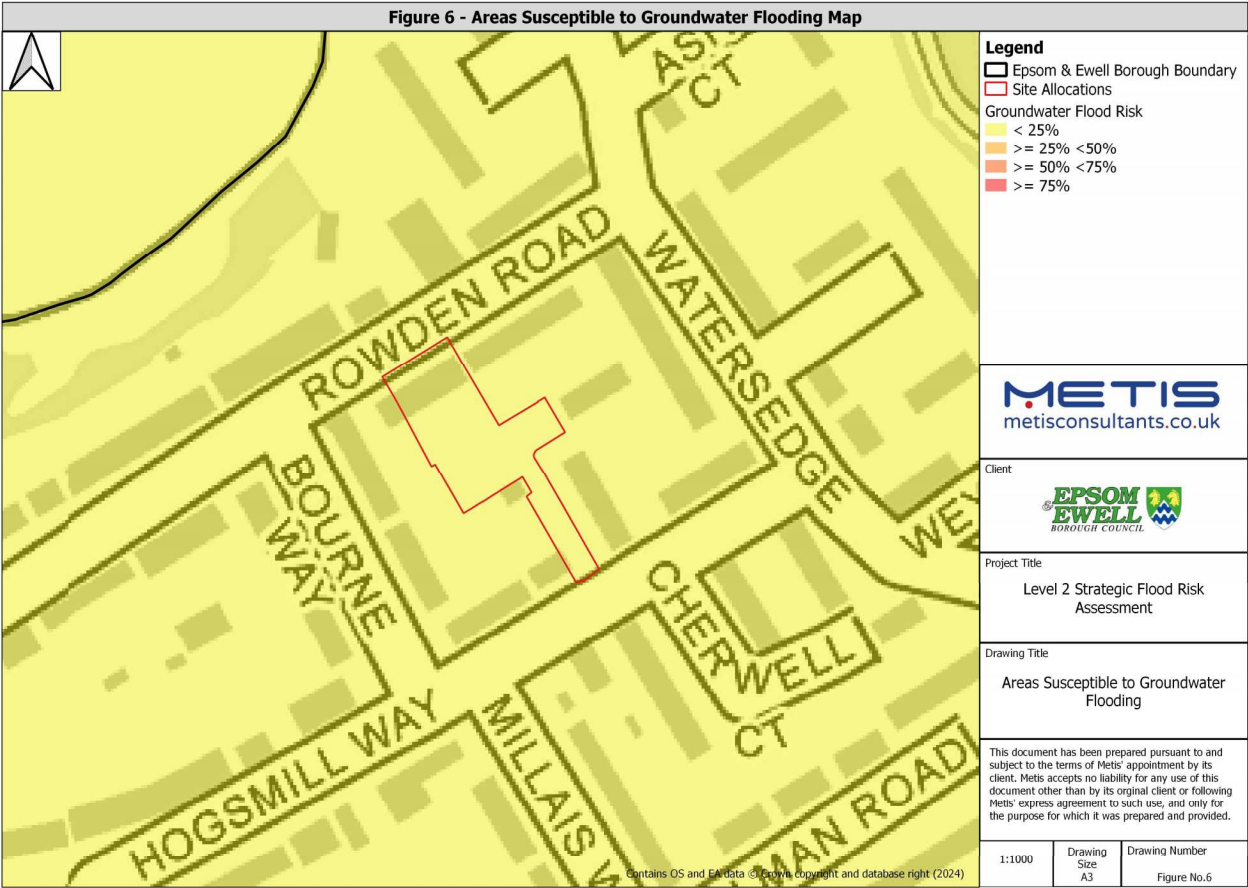 Figure 6 - Areas Susceptible to Groundwater Flooding Map
ASH
CT
ROWDEN ROAD
WATERSEDGE
BOURNE
WAY
CHERWELL
CT
HOGSMILL WAY
MILLAIS
Contains OS and EA data © Crown copyright and database right (2024)
Legend
Epsom & Ewell Borough Boundary
Site Allocations
Groundwater Flood Risk
< 25%
>= 25% <50%
>= 50% <75%
>= 75%
METIS
metisconsultants.co.uk
Client
EPSOM
& EWELL
BOROUGH COUNCIL
Project Title
Level 2 Strategic Flood Risk
Assessment
Drawing Title
Areas Susceptible to Groundwater
Flooding
This document has been prepared pursuant to and
subject to the terms of Metis' appointment by its
client. Metis accepts no liability for any use of this
document other than by its orginal client or following
Metis' express agreement to such use, and only for
the purpose for which it was prepared and provided.
1:1000
Drawing
Size
A3
Drawing Number
Figure No.6